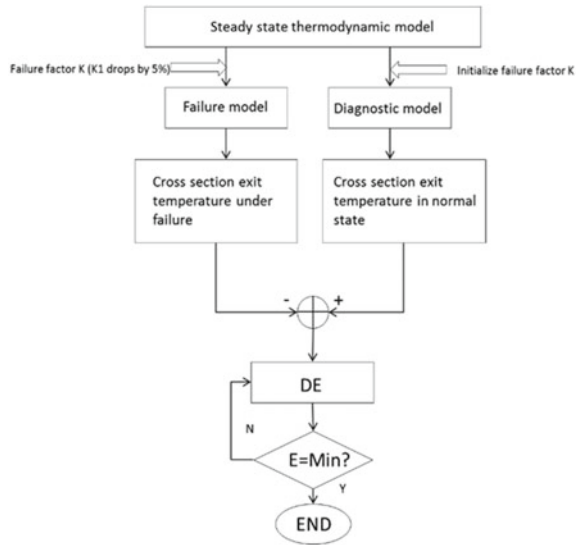 Steady state thermodynamic model
Failure factor K (K1 drops by 5%)
Initialize failure factor K
Failure model
Diagnostic model
Cross section exit
temperature under
failure
Cross section exit
temperature in normal
state
-
+
DE
N
E=Min?
Y
END